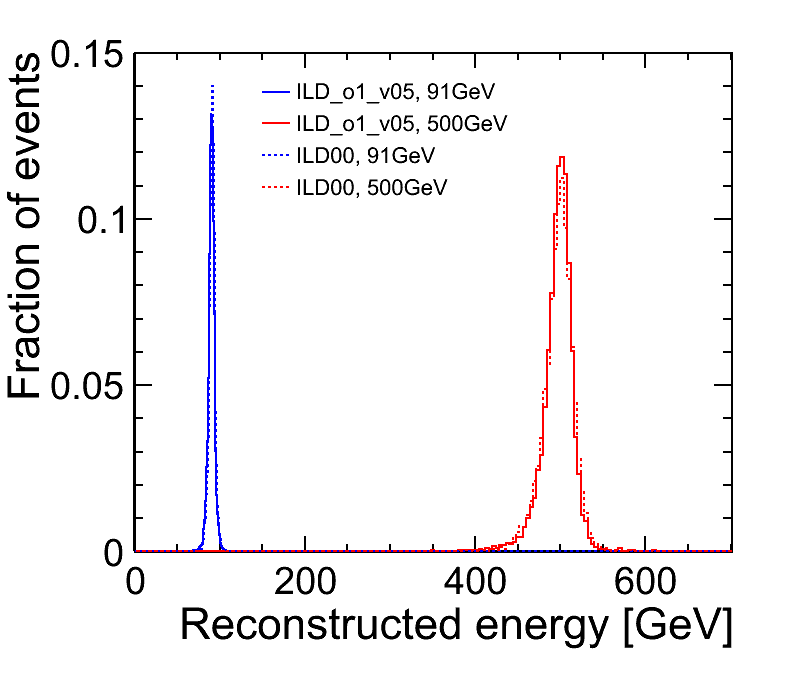 Fraction of events
0.15
0.1
0.05
0
ILD_o1_v05, 91GeV
ILD_o1_v05, 500GeV
ILD00, 91GeV
ILD00, 500GeV
0 200 400 600
Reconstructed energy [GeV]